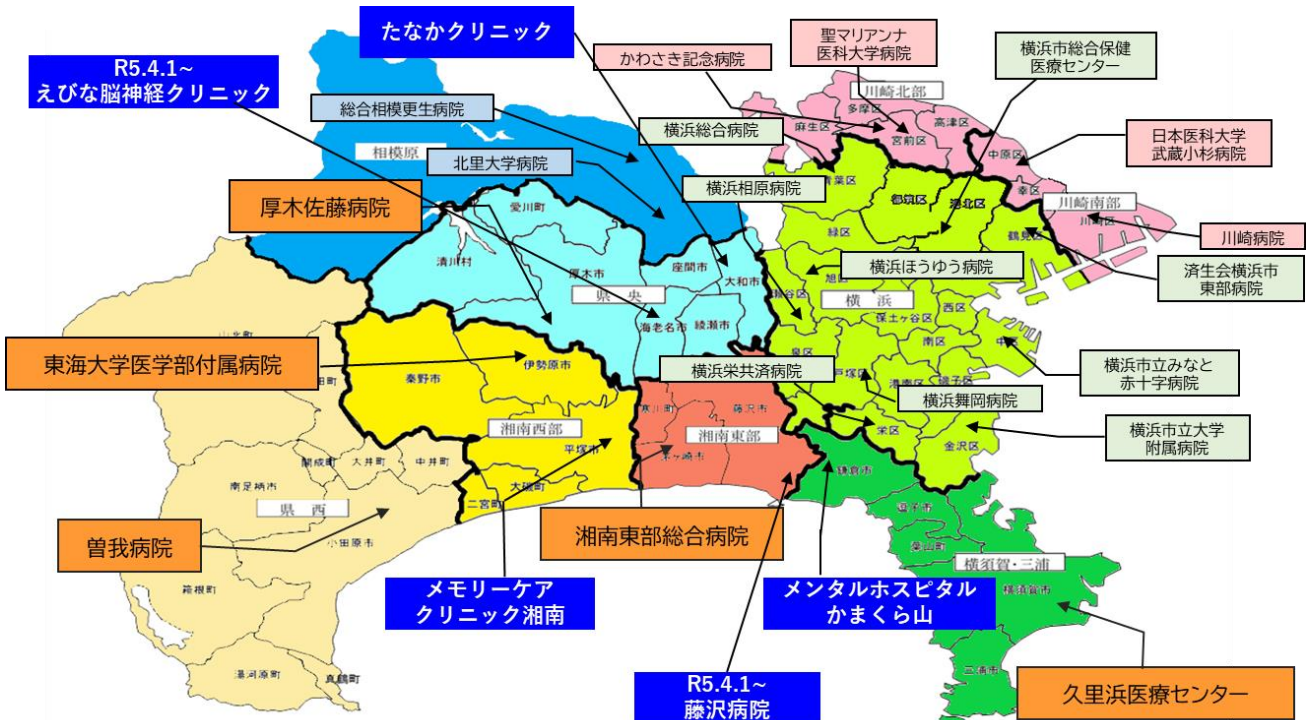 たなかクリニック
聖マリアンナ
医科大学病院
横浜市総合保健
医療センター
R5.4.1~
えびな脳神経クリニック
かわさき記念病院
川崎北部
多摩区
高津区
総合相模更生病院
横浜総合病院
麻生区
宮前区
日本医科大学
武蔵小杉病院
中原区
相模原
北里大学病院
青葉区
幸区
横浜相原病院
都筑区
港北区
川崎南部
厚木佐藤病院
愛川町
川崎区
緑区
鶴見区
川崎病院
清川村
座間市
厚木市
大和市
横浜ほうゆう病院
旭区
済生会横浜市
東部病院
県央
瀬谷区
横浜
西区
海老名市
綾瀬市
保土ヶ谷区
山北町
東海大学医学部付属病院
伊勢原市
泉区
南区
中区
秦野市
横浜栄共済病院
戸塚区
港南区
磯子区
横浜市立みなと
赤十字病院
寒川町
藤沢市
横浜舞岡病院
湘南西部
湘南東部
栄区
横浜市立大学
附属病院
平塚市
茅ヶ崎市
金沢区
開成町
大井町
中井町
鎌倉市
南足柄市
大磯町
二宮町
県西
逗子市
曽我病院
小田原市
湘南東部総合病院
葉山町
横須賀・三浦
箱根町
メモリーケア
クリニック湘南
メンタルホスピタル
かまくら山
横須賀市
三浦市
湯河原町
真鶴町
R5.4.1~
藤沢病院
久里浜医療センター